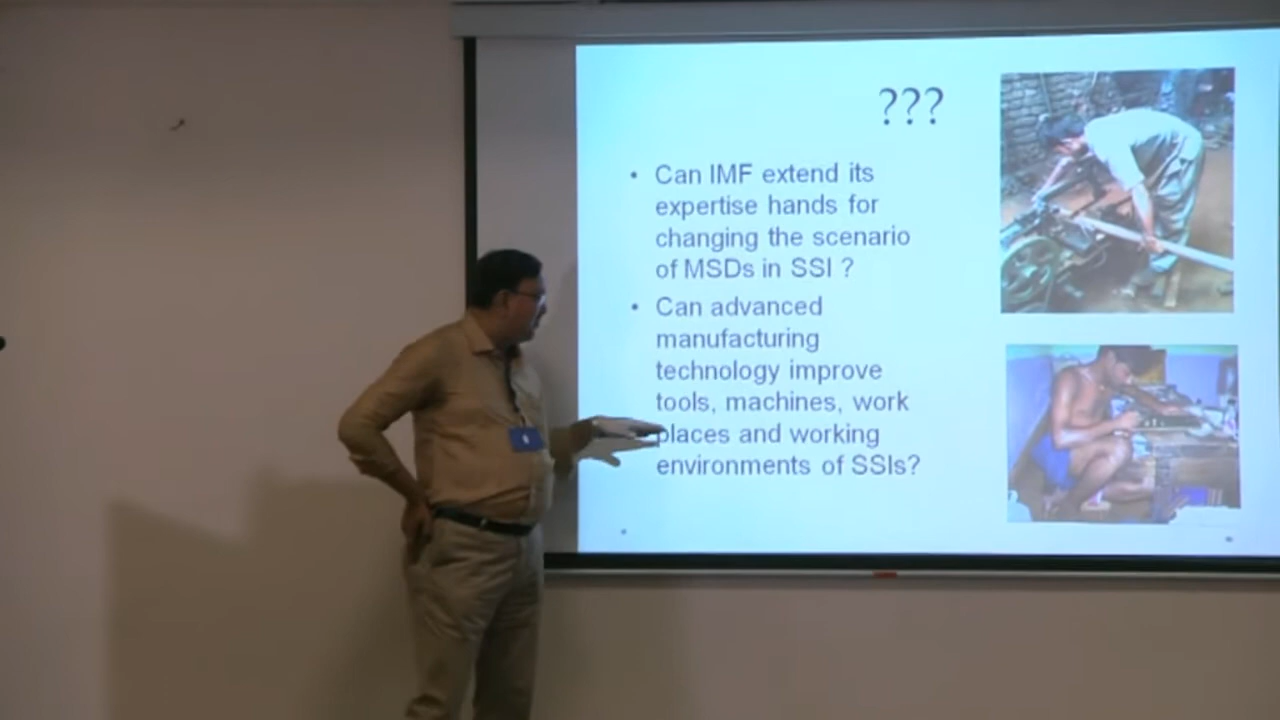 ???
• Can IMF extend its
expertise hands for
changing the scenario
of MSDs in SSI ?
• Can advanced
manufacturing
technology improve
tools, machines, work
places and working
environments of SSIs?